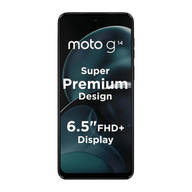 moto g14
Super
Premium
Design
6.5" FHD+
Display